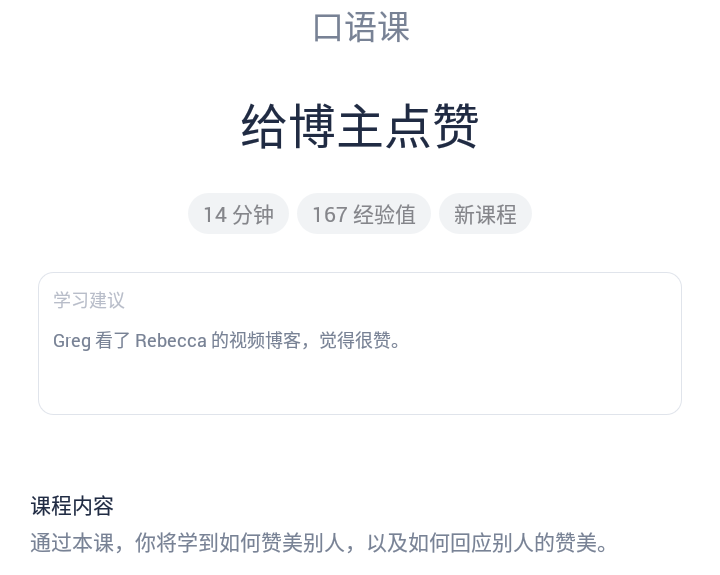 口语课
给博主点赞
14 分钟 167 经验值 新课程
学习建议
Greg 看了 Rebecca 的视频博客，觉得很赞。
课程内容
通过本课，你将学到如何赞美别人，以及如何回应别人的赞美。